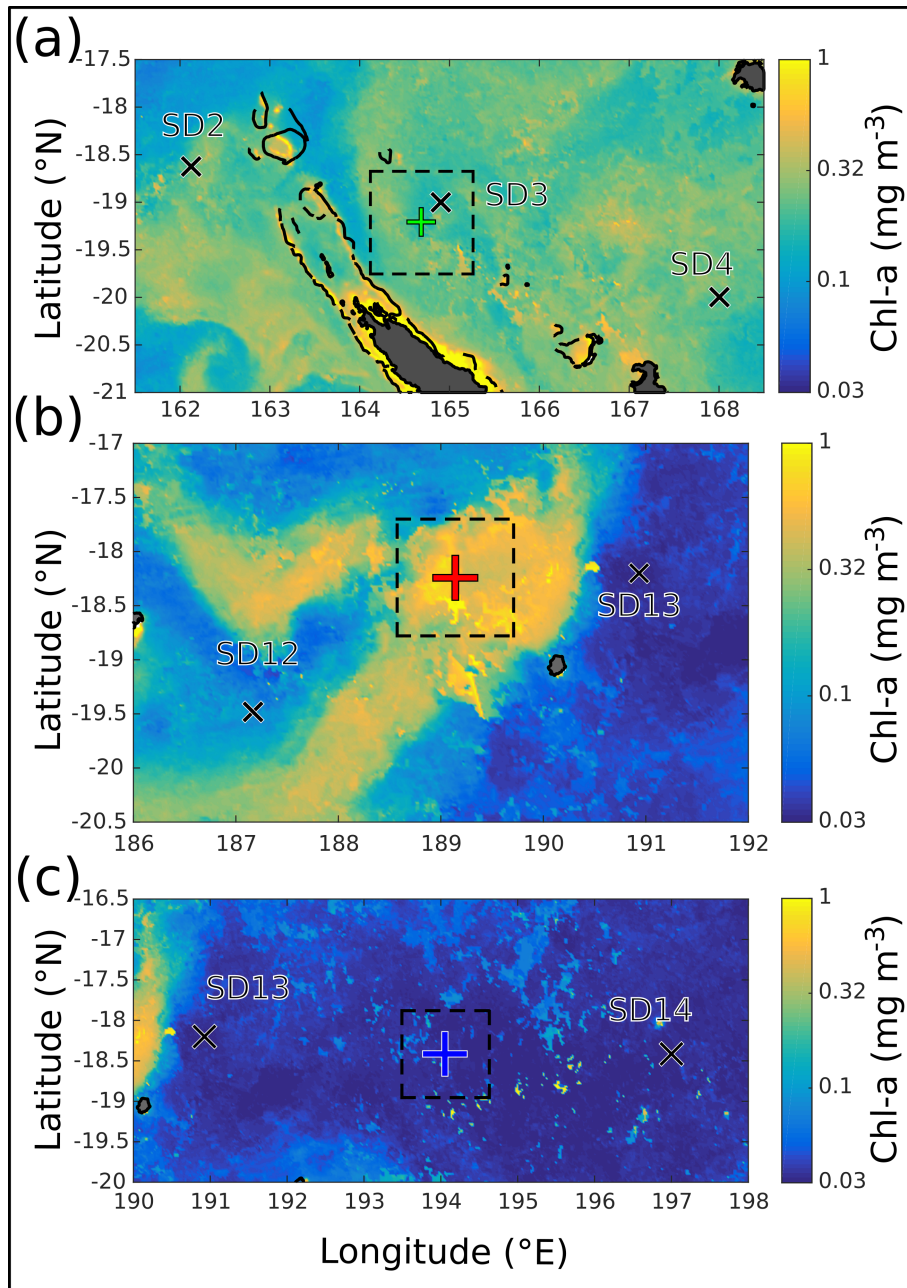 (a)
-17.5
-18
-18.5
-19
-19.5
-20
-20.5
-21
Latitude (°N)
SD2
SD3
SD4
162 163 164 165 166 167 168
1
0.32
0.1
0.03
Chl-a (mg m⁻³)
(b)
-17
-17.5
-18
-18.5
-19
-19.5
-20
-20.5
Latitude (°N)
SD12
SD13
186 187 188 189 190 191 192
1
0.32
0.1
0.03
Chl-a (mg m⁻³)
(c)
-16.5
-17
-17.5
-18
-18.5
-19
-19.5
-20
Latitude (°N)
SD13
SD14
190 191 192 193 194 195 196 197 198
1
0.32
0.1
0.03
Chl-a (mg m⁻³)
Longitude (°E)